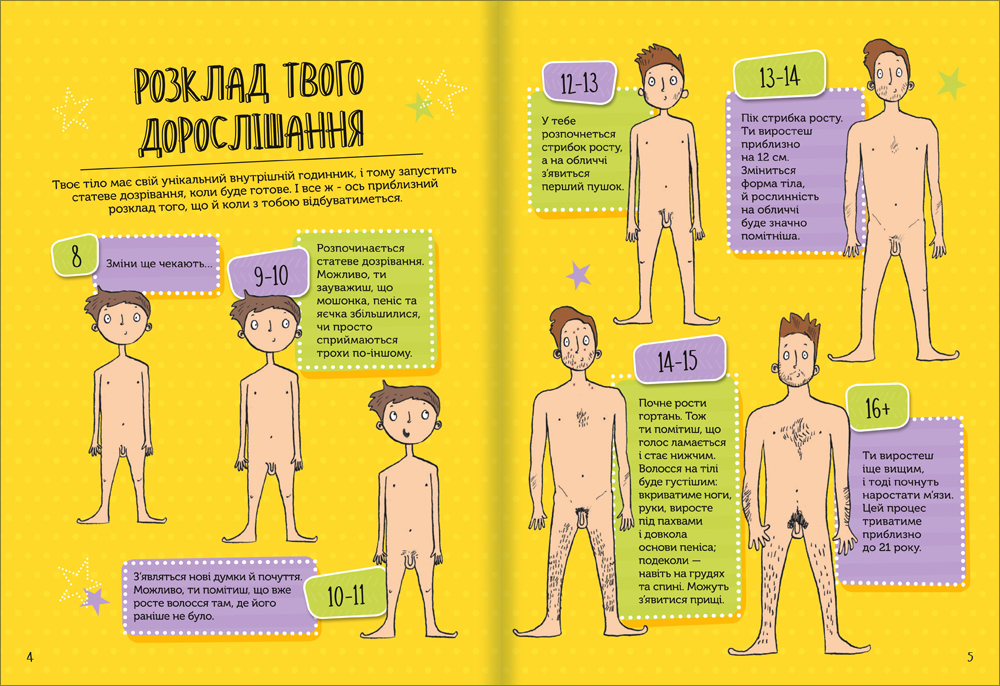 РОЗКЛАД ТВОГО
ДОРОСЛІШАННЯ
Твоє тіло має свій унікальний внутрішній годинник, і тому запустить
статеве дозрівання, коли буде готове. І все ж - ось приблизний
розклад того, що й коли з тобою відбуватиметься.
8
Зміни ще чекають...
9-10
Розпочинається
статеве дозрівання.
Можливо, ти
зауважиш, що
мошонка, пеніс та
яєчка збільшилися,
чи просто
сприймаються
трохи по-іншому.
З'являться нові думки й почуття.
Можливо, ти помітиш, що вже
росте волосся там, де його
раніше не було.
10-11
4
12-13
У тебе
розпочнеться
стрибок росту,
а на обличчі
з'явиться
перший пушок.
13-14
Пік стрибка росту.
Ти виростеш
приблизно
на 12 см.
Зміниться
форма тіла,
й рослинність
на обличчі
буде значно
помітніша.
14-15
Почне рости
гортань. Тож
ти помітиш, що
голос ламається
і стає нижчим.
Волосся на тілі
буде густішим:
вкриватиме ноги,
руки, виросте
під пахвами
і довкола
основи пеніса;
подеколи —
навіть на грудях
та спині. Можуть
з'явитися прищі.
16+
Ти виростеш
іще вищим,
і тоді почнуть
наростати м'язи.
Цей процес
триватиме
приблизно
до 21 року.
5